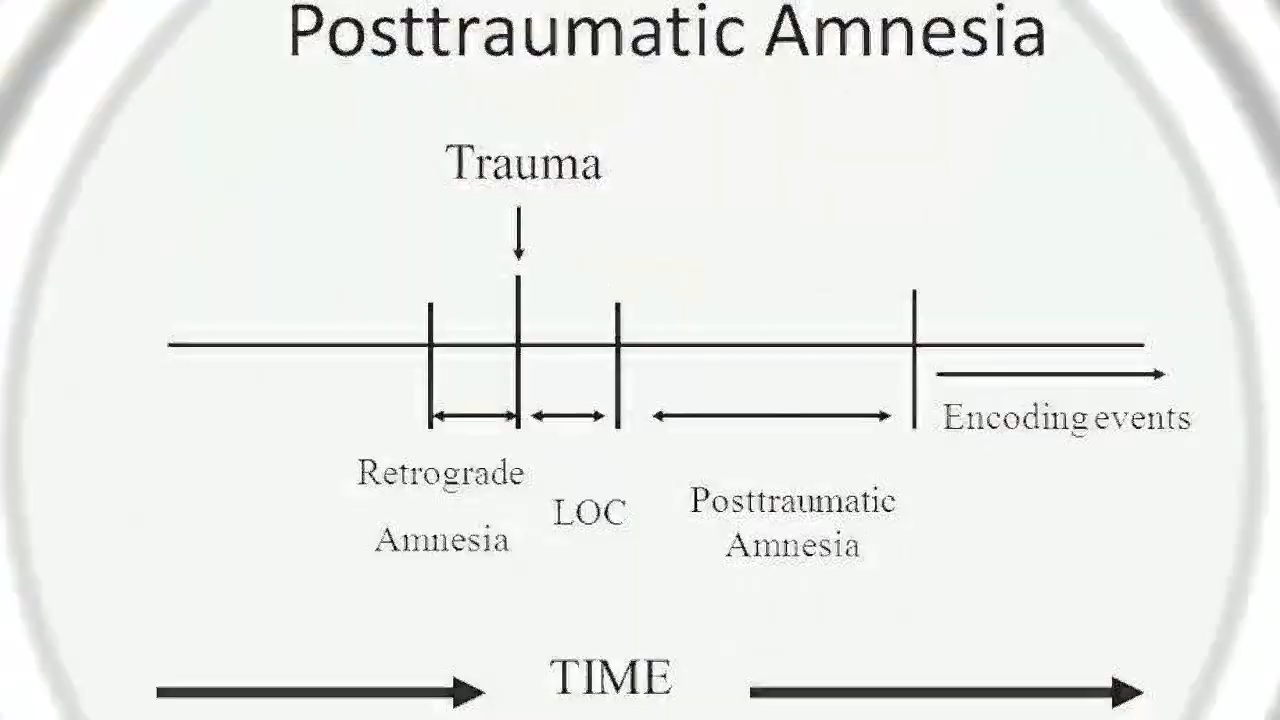 Posttraumatic Amnesia
Trauma
Encoding events
Retrograde
Amnesia
LOC
Posttraumatic
Amnesia
TIME